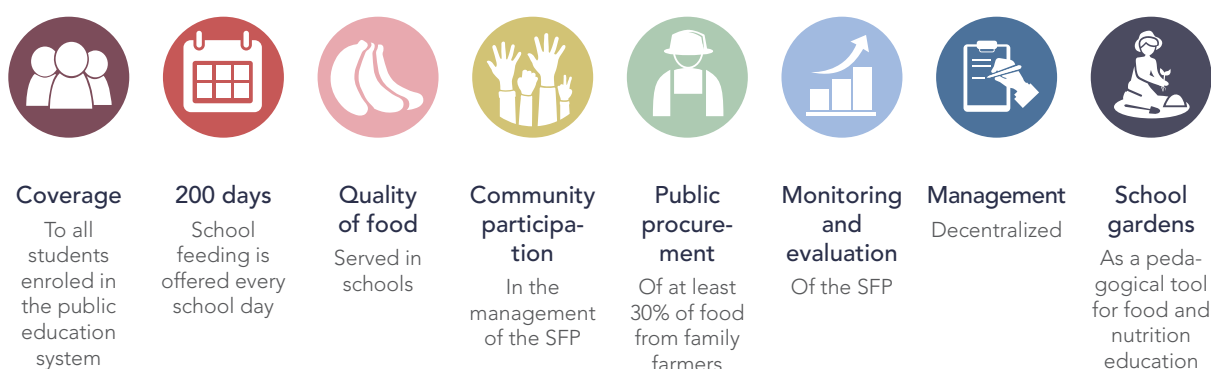 Coverage
To all
students
enroled in
the public
education
system
200 days
School
feeding is
offered every
school day
Quality
of food
Served in
schools
Community
participa-
tion
In the
management
of the SFP
Public
procure-
ment
Of at least
30% of food
from family
farmers
Monitoring
and
evaluation
Of the SFP
Management
Decentralized
School
gardens
As a peda-
gogical tool
for food and
nutrition
education